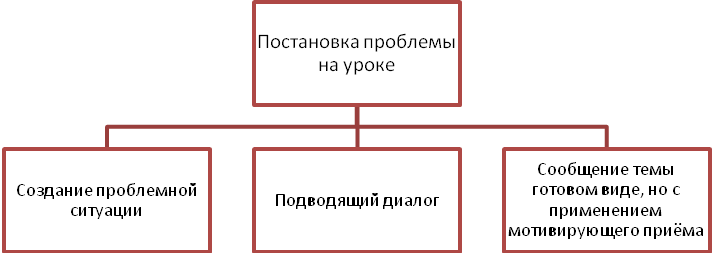 Постановка проблемы
на уроке
Создание проблемной
ситуации
Подводящий диалог
Сообщение темы
готовом виде, но с
применением
мотивирующего приёма